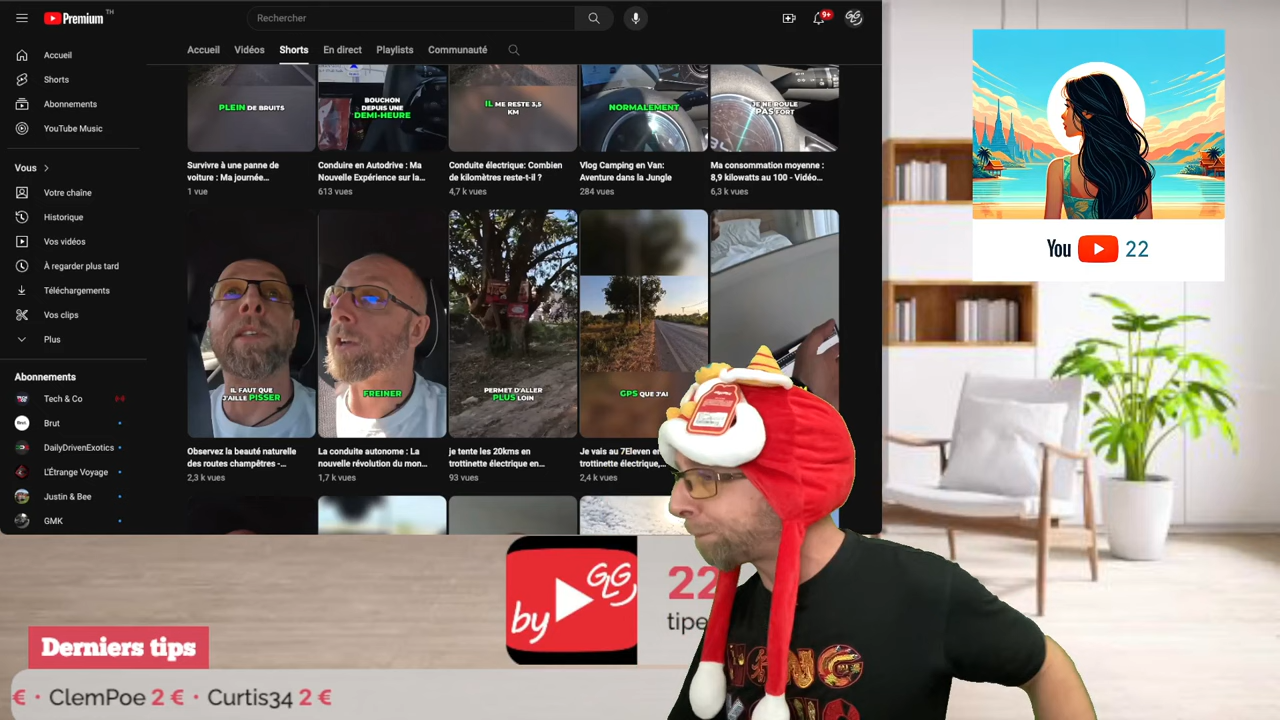 Premium TH
Rechercher
9+
Accueil
Shorts
Abonnements
YouTube Music
Vous
Votre chaîne
Historique
Vos vidéos
À regarder plus tard
Téléchargements
Vos clips
Plus
Abonnements
Tech & Co
Brut
DailyDrivenExotics
L'Étrange Voyage
Justin & Bee
GMK
Accueil Vidéos Shorts En direct Playlists Communauté
PLEIN DE BRUITS
BOUCHON
DEPUIS UNE
DEMI-HEURE
IL ME RESTE 3,5
KM
NORMALEMENT
JE NE ROULE
PAS TORT
Survivre à une panne de
voiture : Ma journée...
1 vue
Conduire en Autodrive : Ma
Nouvelle Expérience sur la...
613 vues
Conduite électrique: Combien
de kilomètres reste-t-il ?
4,7 k vues
Vlog Camping en Van:
Aventure dans la Jungle
284 vues
Ma consommation moyenne :
8,9 kilowatts au 100 - Vidéo...
6,3 k vues
IL FAUT QUE
J'AILLE PISSER
FREINER
PERMET D'ALLER
PLUS LOIN
GPS QUE J'AI
Observez la beauté naturelle
des routes champêtres -...
2,3 k vues
La conduite autonome : La
nouvelle révolution du mon...
1,7 k vues
je tente les 20kms en
trottinette électrique en...
93 vues
Je vais au 7Eleven en
trottinette électrique,...
2,4 k vues
You 22
by GLG
22
tipe
Derniers tips
€ · ClemPoe 2 € · Curtis34 2 €